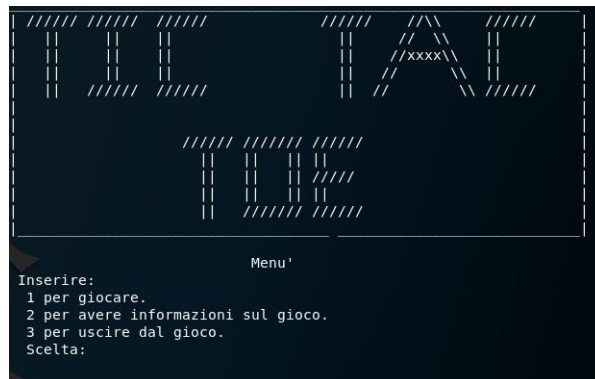 TIC TAC
TOE
Menu'
Inserire:
1 per giocare.
2 per avere informazioni sul gioco.
3 per uscire dal gioco.
Scelta: